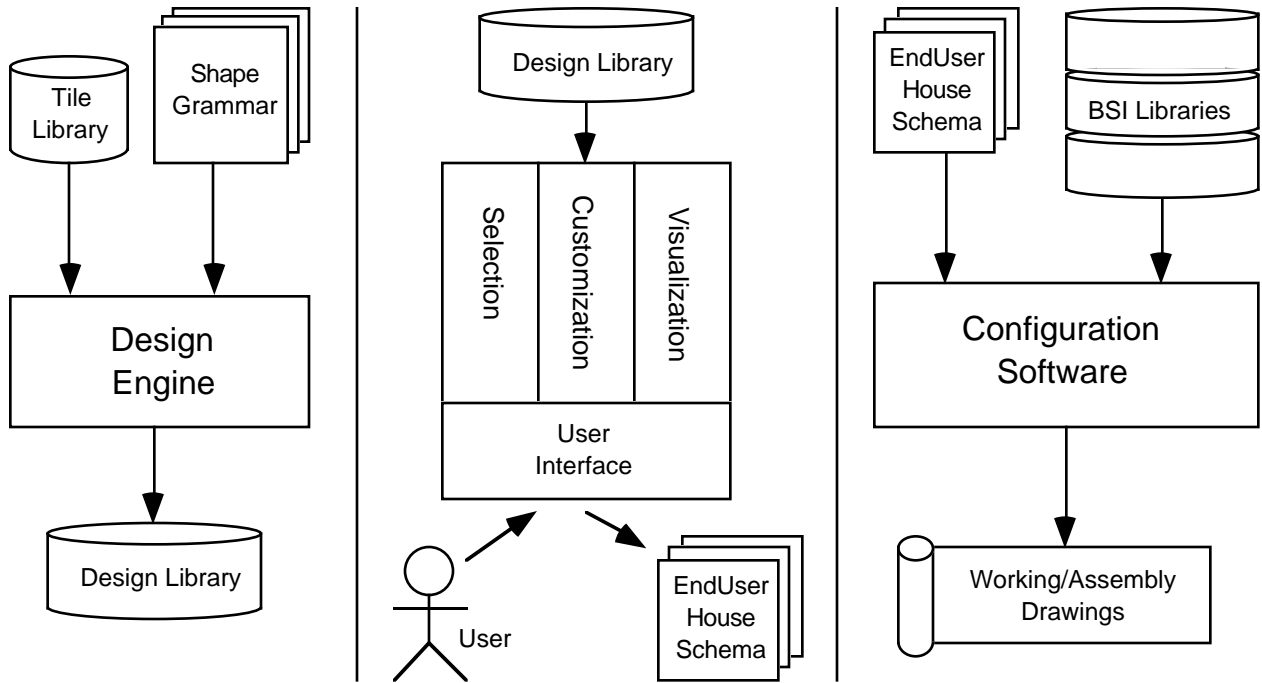 Tile
Library
Shape
Grammar
Design
Engine
Design Library
Design Library
Selection
Customization
Visualization
User
Interface
User
EndUser
House
Schema
EndUser
House
Schema
BSI Libraries
Configuration
Software
Working/Assembly
Drawings